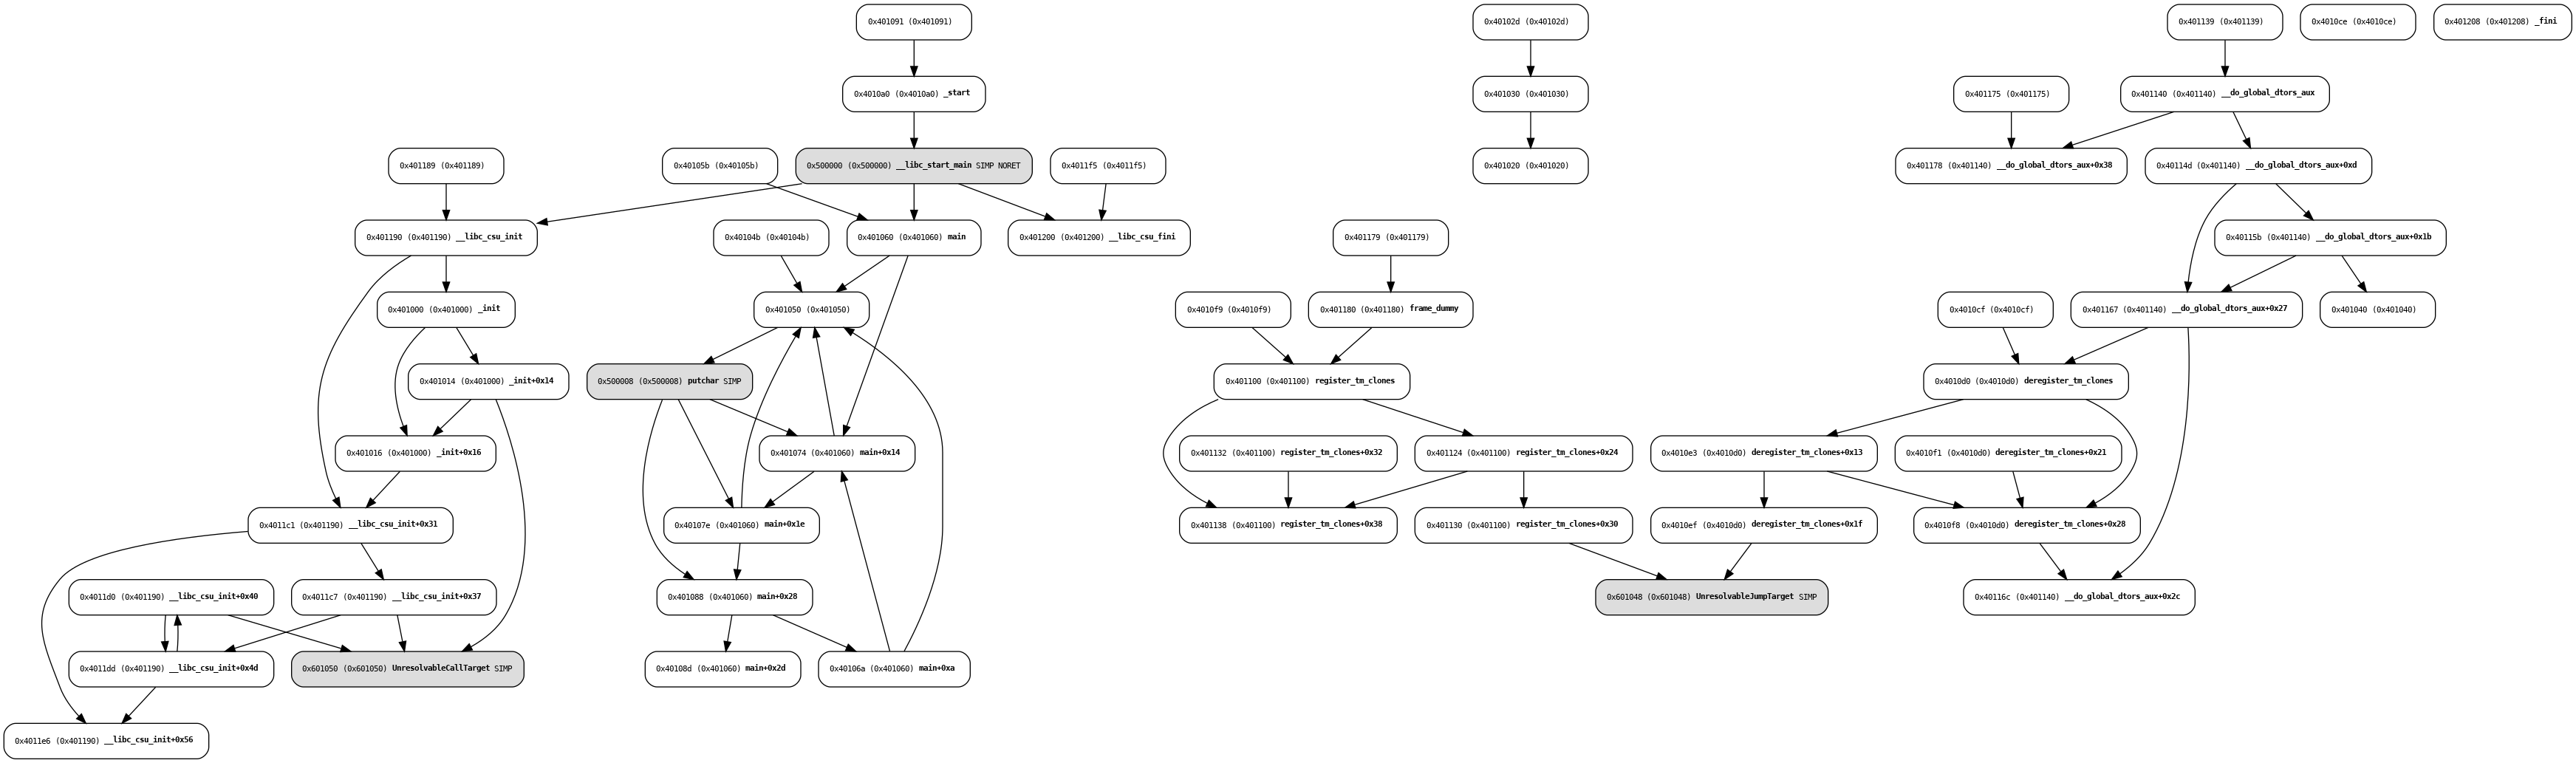 0x401091 (0x401091)
0x40102d (0x40102d)
0x401139 (0x401139)
0x4010ce (0x4010ce)
0x401208 (0x401208) _fini
0x4010a0 (0x4010a0) _start
0x401030 (0x401030)
0x401175 (0x401175)
0x401140 (0x401140) __do_global_dtors_aux
0x401189 (0x401189)
0x40105b (0x40105b)
0x500000 (0x500000) __libc_start_main SIMP NORET
0x4011f5 (0x4011f5)
0x401020 (0x401020)
0x401178 (0x401140) __do_global_dtors_aux+0x38
0x40114d (0x401140) __do_global_dtors_aux+0xd
0x401190 (0x401190) __libc_csu_init
0x40104b (0x40104b)
0x401060 (0x401060) main
0x401200 (0x401200) __libc_csu_fini
0x401179 (0x401179)
0x40115b (0x401140) __do_global_dtors_aux+0x1b
0x401000 (0x401000) _init
0x401050 (0x401050)
0x4010f9 (0x4010f9)
0x401180 (0x401180) frame_dummy
0x4010cf (0x4010cf)
0x401167 (0x401140) __do_global_dtors_aux+0x27
0x401040 (0x401040)
0x401014 (0x401000) _init+0x14
0x500008 (0x500008) putchar SIMP
0x401100 (0x401100) register_tm_clones
0x4010d0 (0x4010d0) deregister_tm_clones
0x401016 (0x401000) _init+0x16
0x401074 (0x401060) main+0x14
0x401132 (0x401100) register_tm_clones+0x32
0x401124 (0x401100) register_tm_clones+0x24
0x4010e3 (0x4010d0) deregister_tm_clones+0x13
0x4010f1 (0x4010d0) deregister_tm_clones+0x21
0x4011c1 (0x401190) __libc_csu_init+0x31
0x40107e (0x401060) main+0x1e
0x401138 (0x401100) register_tm_clones+0x38
0x401130 (0x401100) register_tm_clones+0x30
0x4010ef (0x4010d0) deregister_tm_clones+0x1f
0x4010f8 (0x4010d0) deregister_tm_clones+0x28
0x4011d0 (0x401190) __libc_csu_init+0x40
0x4011c7 (0x401190) __libc_csu_init+0x37
0x401088 (0x401060) main+0x28
0x601048 (0x601048) UnresolvableJumpTarget SIMP
0x40116c (0x401140) __do_global_dtors_aux+0x2c
0x4011dd (0x401190) __libc_csu_init+0x4d
0x601050 (0x601050) UnresolvableCallTarget SIMP
0x40108d (0x401060) main+0x2d
0x40106a (0x401060) main+0xa
0x4011e6 (0x401190) __libc_csu_init+0x56